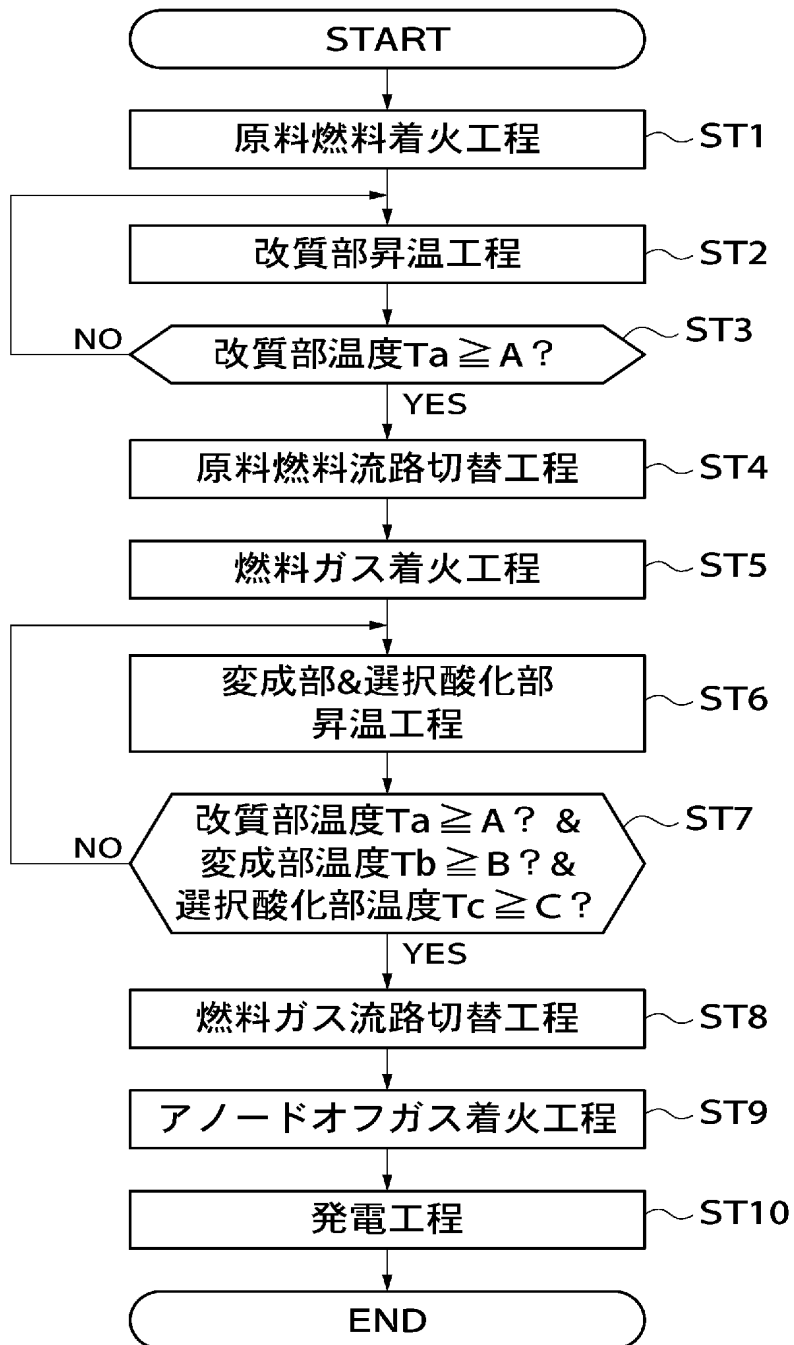 START
原料燃料着火工程
ST1
改質部昇温工程
ST2
改質部温度Ta≧A？
ST3
NO
YES
原料燃料流路切替工程
ST4
燃料ガス着火工程
ST5
変成部&選択酸化部
昇温工程
ST6
改質部温度Ta≧A？&
変成部温度Tb≧B？&
選択酸化部温度Tc≧C？
ST7
NO
YES
燃料ガス流路切替工程
ST8
アノードオフガス着火工程
ST9
発電工程
ST10
END